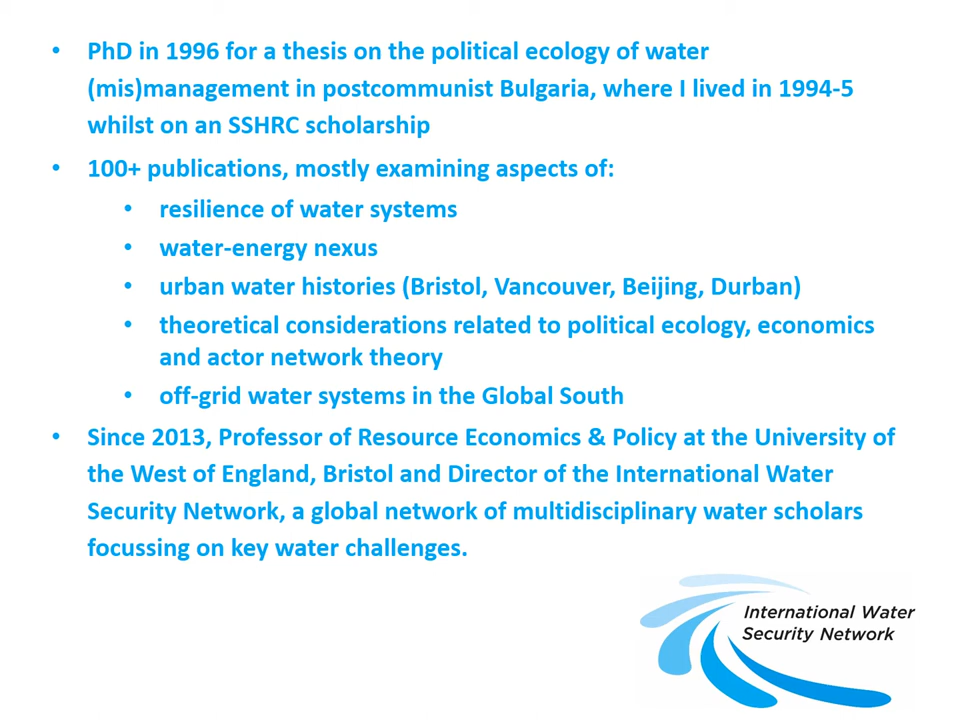 • PhD in 1996 for a thesis on the political ecology of water
(mis)management in postcommunist Bulgaria, where I lived in 1994-5
whilst on an SSHRC scholarship
• 100+ publications, mostly examining aspects of:
• resilience of water systems
• water-energy nexus
• urban water histories (Bristol, Vancouver, Beijing, Durban)
• theoretical considerations related to political ecology, economics
and actor network theory
• off-grid water systems in the Global South
• Since 2013, Professor of Resource Economics & Policy at the University of
the West of England, Bristol and Director of the International Water
Security Network, a global network of multidisciplinary water scholars
focussing on key water challenges.
International Water
Security Network